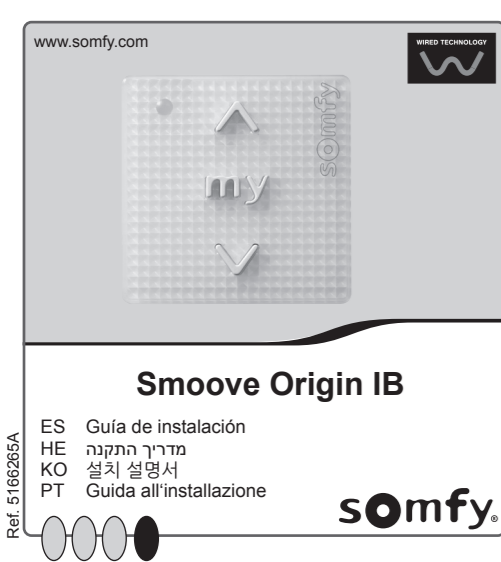 www.somfy.com
WIRED TECHNOLOGY
somfy
my
Smoove Origin IB
ES Guía de instalación
HE מדריך התקנה
KO 설치 설명서
PT Guida all'installazione
Ref. 5166265A
somfy®